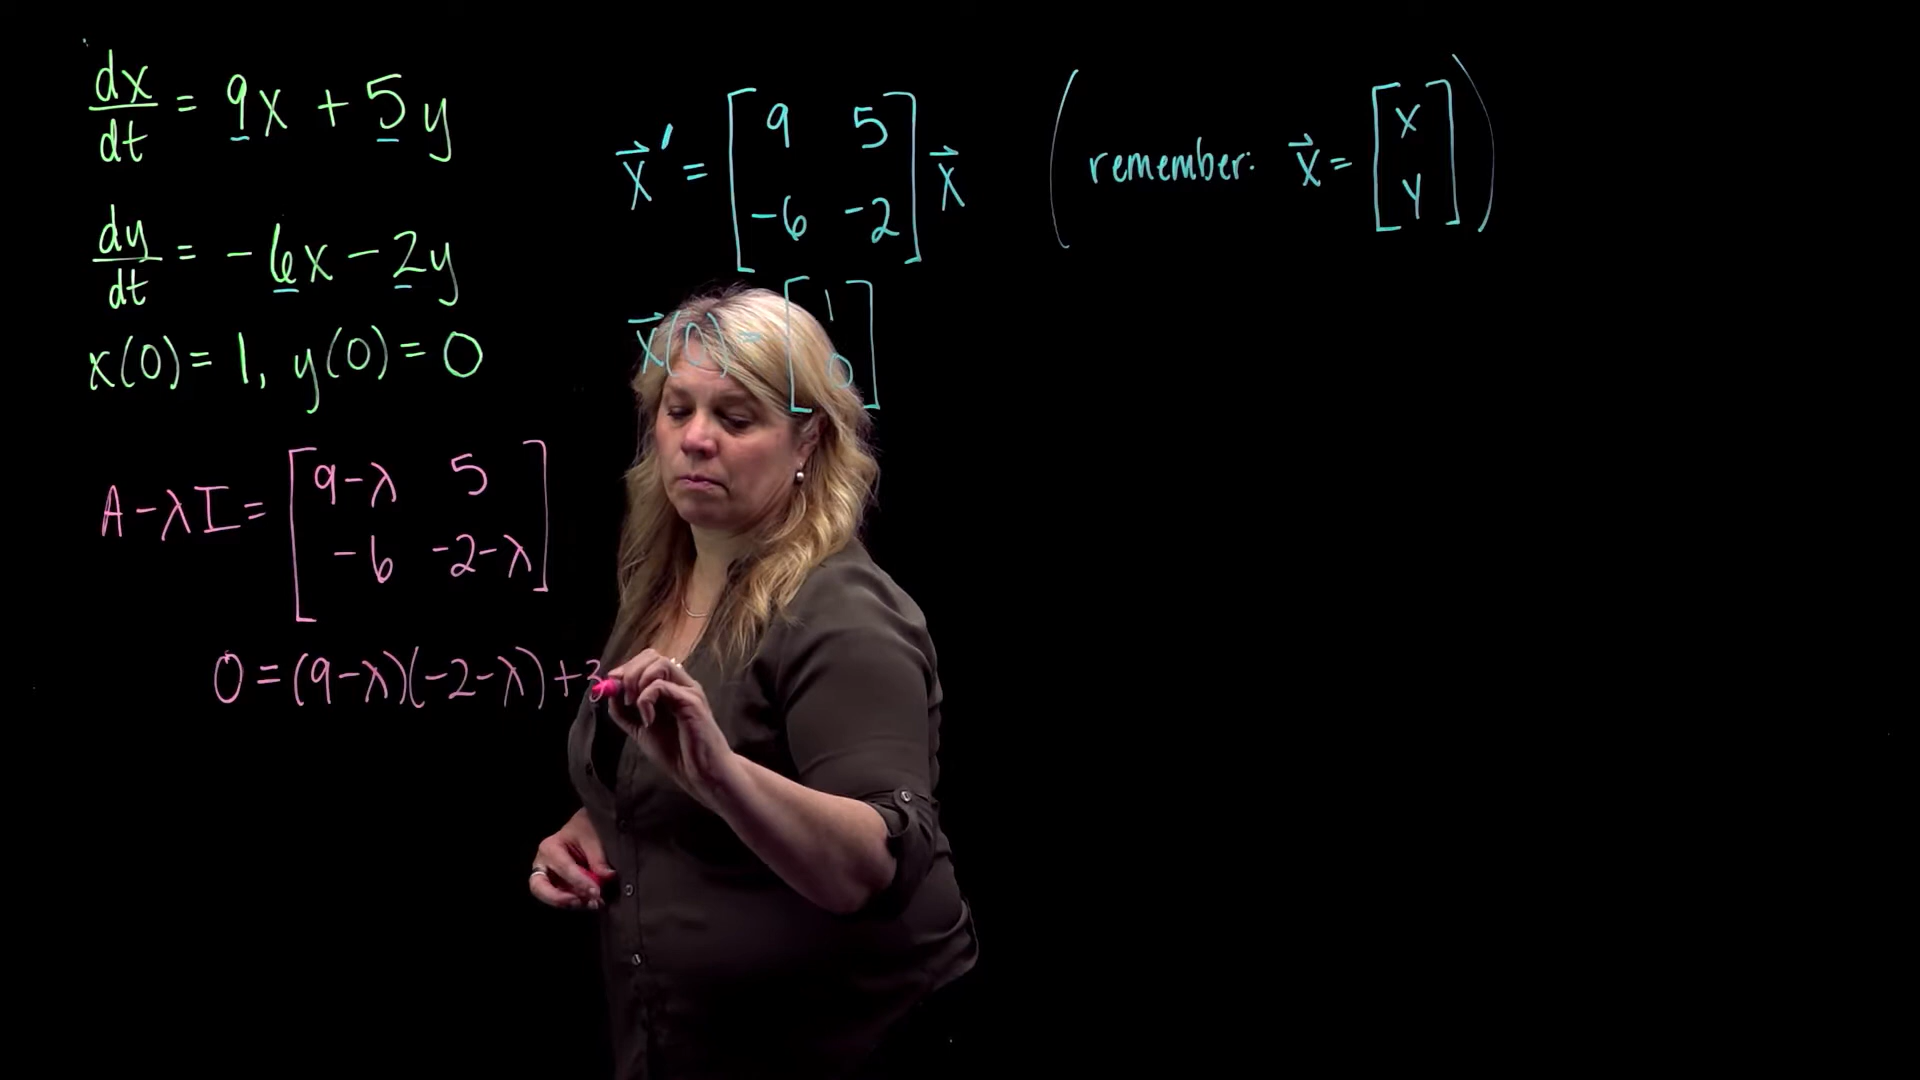 dx/dt = 9x + 5y
dy/dt = -6x - 2y
x(0) = 1, y(0) = 0
x⃗' = [9 5; -6 -2] x⃗
(remember: x⃗ = [x; y])
x⃗(0) = [1; 0]
A - λI = [9-λ 5; -6 -2-λ]
0 = (9-λ)(-2-λ) + 3